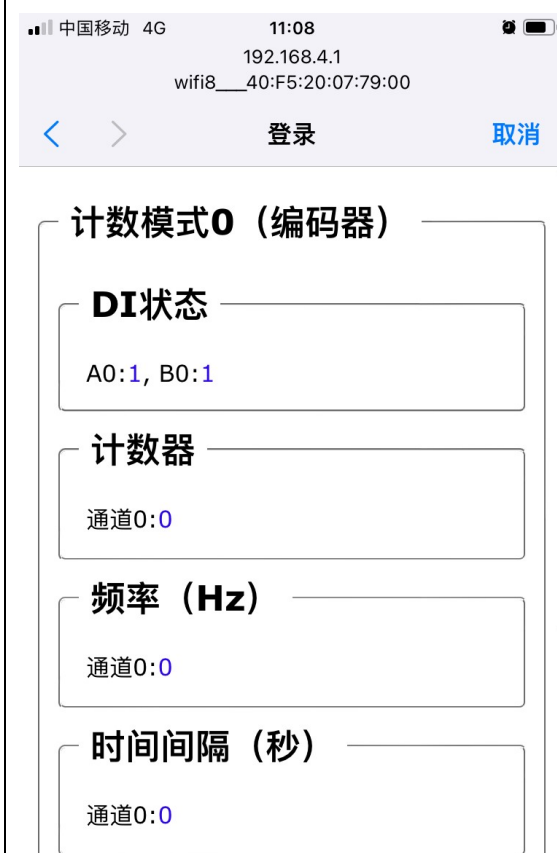 中国移动 4G 11:08
192.168.4.1
wifi8___40:F5:20:07:79:00
登录 取消
计数模式0（编码器）
DI状态
A0:1, B0:1
计数器
通道0:0
频率（Hz）
通道0:0
时间间隔（秒）
通道0:0